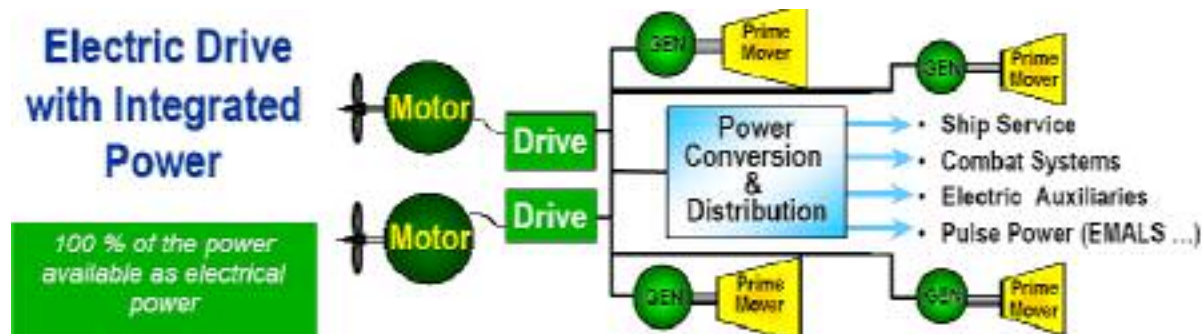 Electric Drive
with Integrated
Power
100 % of the power
available as electrical
power
Motor
Drive
Motor
Drive
GEN
Prime
Mover
GEN
Prime
Mover
Power
Conversion
&
Distribution
• Ship Service
• Combat Systems
• Electric Auxiliaries
• Pulse Power (EMALS ...)
GEN
Prime
Mover
GEN
Prime
Mover